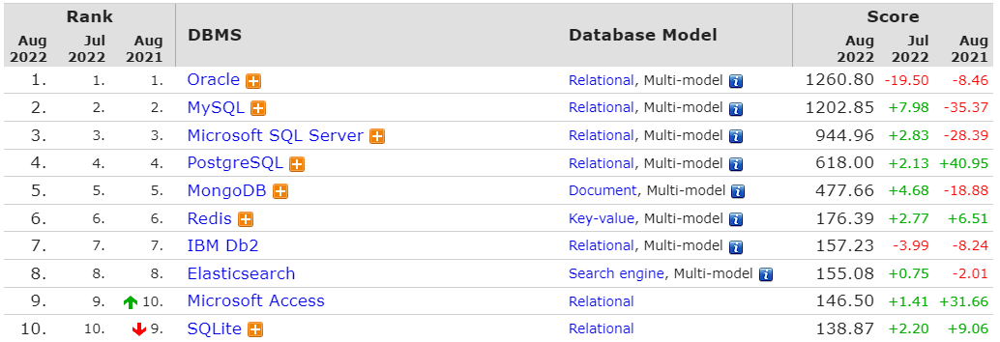 Rank DBMS Database Model Score
Aug 2022 Jul 2022 Aug 2021 Aug 2022 Jul 2022 Aug 2021
1. 1. 1. Oracle Relational, Multi-model i 1260.80 -19.50 -8.46
2. 2. 2. MySQL Relational, Multi-model i 1202.85 +7.98 -35.37
3. 3. 3. Microsoft SQL Server Relational, Multi-model i 944.96 +2.83 -28.39
4. 4. 4. PostgreSQL Relational, Multi-model i 618.00 +2.13 +40.95
5. 5. 5. MongoDB Document, Multi-model i 477.66 +4.68 -18.88
6. 6. 6. Redis Key-value, Multi-model i 176.39 +2.77 +6.51
7. 7. 7. IBM Db2 Relational, Multi-model i 157.23 -3.99 -8.24
8. 8. 8. Elasticsearch Search engine, Multi-model i 155.08 +0.75 -2.01
9. 9. 10. Microsoft Access Relational 146.50 +1.41 +31.66
10. 10. 9. SQLite Relational 138.87 +2.20 +9.06